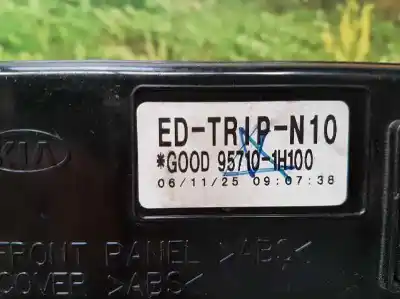 ED-TRIP-N10
*GOOD 95710-1H100
06/11/25 09:07:38
KIA
FRONT PANEL >ABS<
COVER >ABS<